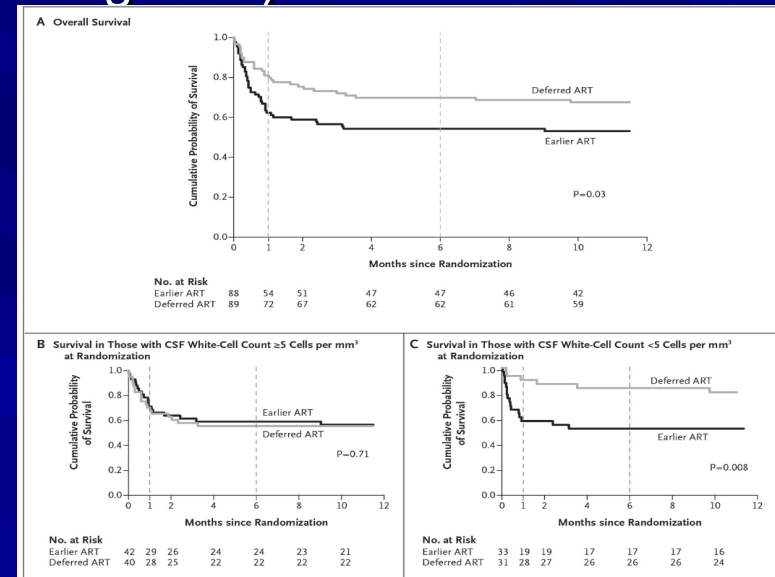 A Overall Survival
Cumulative Probability of Survival
1.0
0.8
0.6
0.4
0.2
0.0
Deferred ART
Earlier ART
P=0.03
0 1 2 4 6 8 10 12
Months since Randomization
No. at Risk
Earlier ART 88 54 51 47 47 46 42
Deferred ART 89 72 67 62 62 61 59
B Survival in Those with CSF White-Cell Count ≥5 Cells per mm³
at Randomization
Cumulative Probability
of Survival
1.0
0.8
0.6
0.4
0.2
0.0
Earlier ART
Deferred ART
P=0.71
0 1 2 4 6 8 10 12
Months since Randomization
No. at Risk
Earlier ART 42 29 26 24 24 23 21
Deferred ART 40 28 25 22 22 22 22
C Survival in Those with CSF White-Cell Count <5 Cells per mm³
at Randomization
Cumulative Probability
of Survival
1.0
0.8
0.6
0.4
0.2
0.0
Deferred ART
Earlier ART
P=0.008
0 1 2 4 6 8 10 12
Months since Randomization
No. at Risk
Earlier ART 33 19 19 17 17 17 16
Deferred ART 31 28 27 26 26 26 24